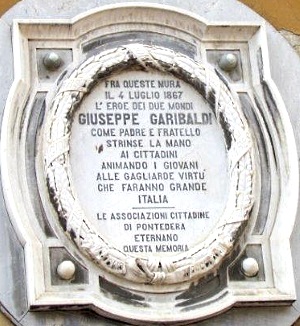 FRA QUESTE MURA
IL 4 LUGLIO 1867
L'EROE DEI DUE MONDI
GIUSEPPE GARIBALDI
COME PADRE E FRATELLO
STRINSE LA MANO
AI CITTADINI
ANIMANDO I GIOVANI
ALLE GAGLIARDE VIRTU'
CHE FARANNO GRANDE
ITALIA
LE ASSOCIAZIONI CITTADINE
DI PONTEDERA
ETERNANO
QUESTA MEMORIA